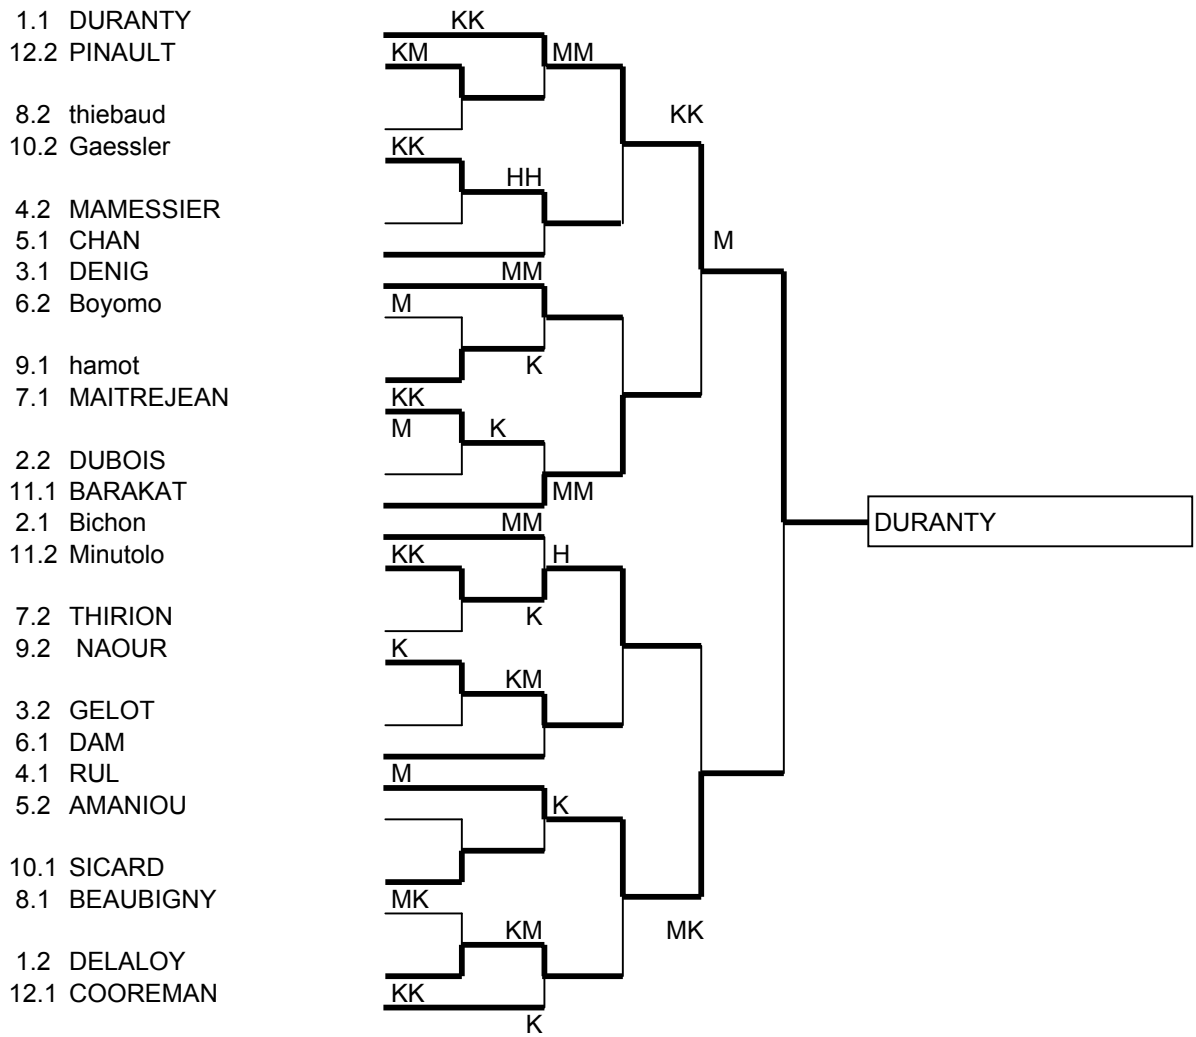 1.1 DURANTY KK
12.2 PINAULT KM MM
8.2 thiebaud KK
10.2 Gaessler KK
HH
4.2 MAMESSIER
5.1 CHAN M
3.1 DENIG MM
6.2 Boyomo M
9.1 hamot K
7.1 MAITREJEAN KK
M K
2.2 DUBOIS
11.1 BARAKAT MM
2.1 Bichon MM DURANTY
11.2 Minutolo KK H
7.2 THIRION K
9.2 NAOUR K
KM
3.2 GELOT
6.1 DAM
4.1 RUL M
5.2 AMANIOU K
10.1 SICARD
8.1 BEAUBIGNY MK
KM MK
1.2 DELALOY
12.1 COOREMAN KK
K